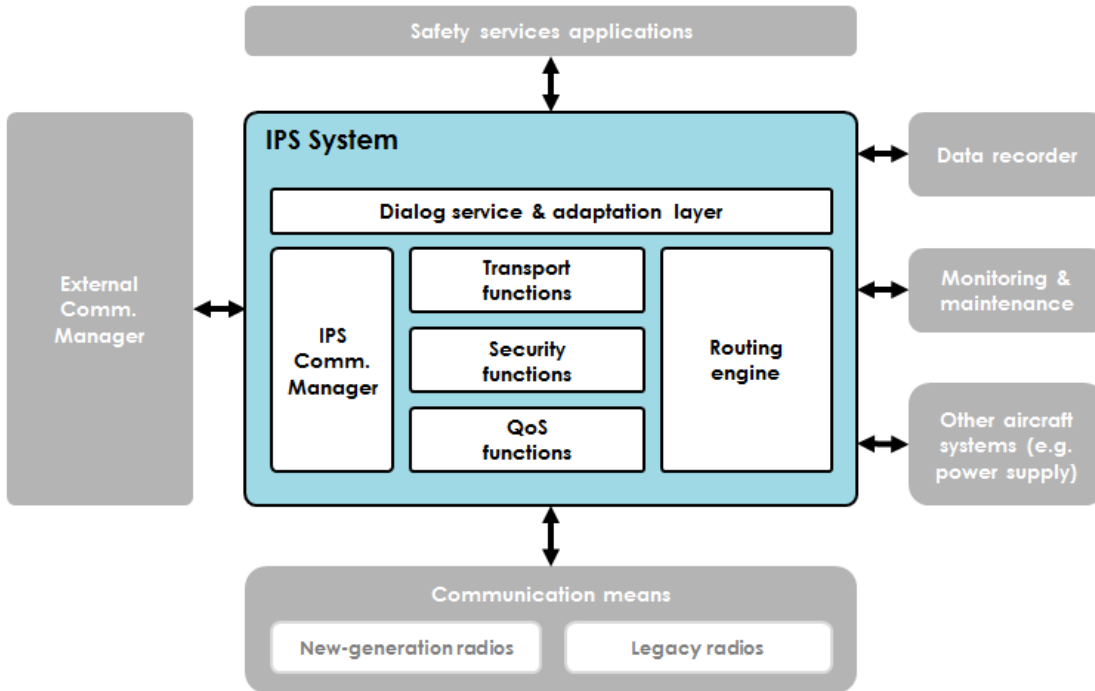 Safety services applications
IPS System
Dialog service & adaptation layer
External
Comm.
Manager
IPS
Comm.
Manager
Transport
functions
Security
functions
QoS
functions
Routing
engine
Data recorder
Monitoring &
maintenance
Other aircraft
systems (e.g.
power supply)
Communication means
New-generation radios
Legacy radios